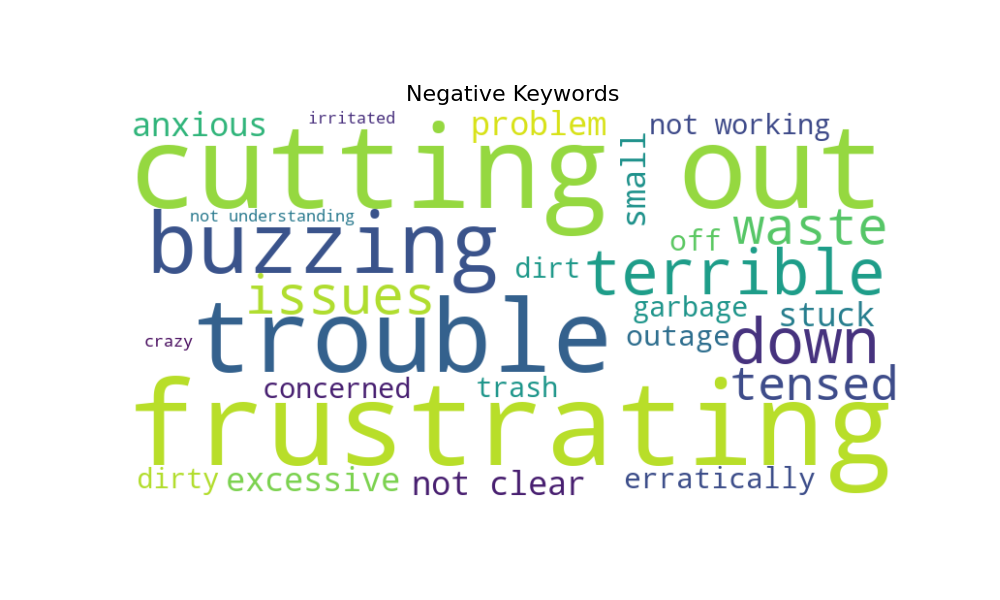 Negative Keywords
anxious
irritated
problem
not working
cutting out
small
not understanding
buzzing
waste
off
dirt
terrible
issues
garbage
stuck
trouble
outage
down
crazy
concerned
trash
tensed
frustrating
dirty
excessive
not clear
erratically